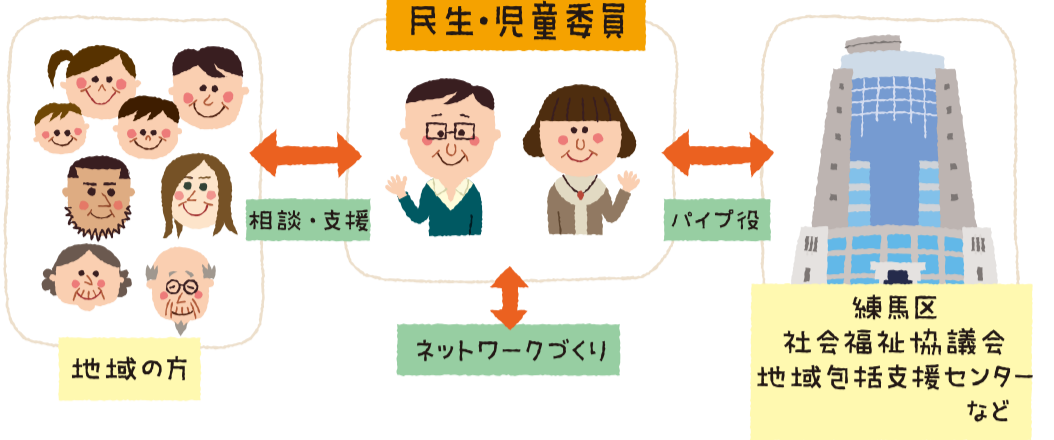 民生・児童委員
相談・支援
パイプ役
ネットワークづくり
地域の方
練馬区
社会福祉協議会
地域包括支援センター
など